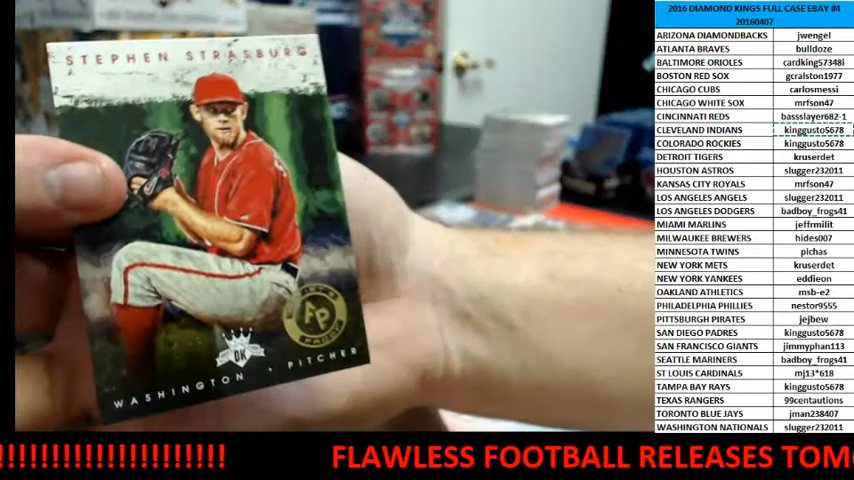 STEPHEN STRASBURG
FP
PROOF
DK
WASHINGTON • PITCHER
2016 DIAMOND KINGS FULL CASE EBAY #4
20160407
ARIZONA DIAMONDBACKS jwengel
ATLANTA BRAVES bulldoze
BALTIMORE ORIOLES cardking57348i
BOSTON RED SOX gcralston1977
CHICAGO CUBS carlosmessi
CHICAGO WHITE SOX mrfson47
CINCINNATI REDS bassslayer682-1
CLEVELAND INDIANS kinggusto5678
COLORADO ROCKIES kinggusto5678
DETROIT TIGERS kruserdet
HOUSTON ASTROS slugger232011
KANSAS CITY ROYALS mrfson47
LOS ANGELES ANGELS slugger232011
LOS ANGELES DODGERS badboy_frogs41
MIAMI MARLINS jeffrmilit
MILWAUKEE BREWERS hides007
MINNESOTA TWINS pichas
NEW YORK METS kruserdet
NEW YORK YANKEES eddieon
OAKLAND ATHLETICS msb-e2
PHILADELPHIA PHILLIES nestor9555
PITTSBURGH PIRATES jejbew
SAN DIEGO PADRES kinggusto5678
SAN FRANCISCO GIANTS jimmyphan113
SEATTLE MARINERS badboy_frogs41
ST LOUIS CARDINALS mj13*618
TAMPA BAY RAYS kinggusto5678
TEXAS RANGERS 99centautions
TORONTO BLUE JAYS jman238407
WASHINGTON NATIONALS slugger232011
!!!!!!!!!!!!!!!!!!!!!! FLAWLESS FOOTBALL RELEASES TOMO